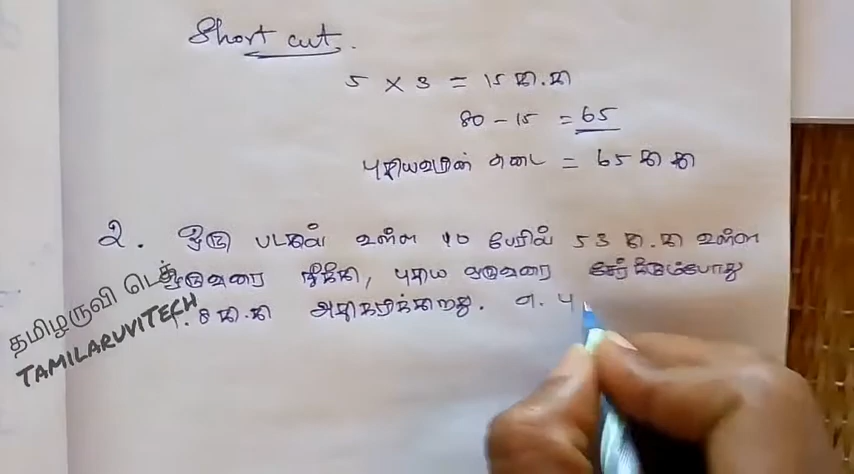 Short cut.
5 × 3 = 15 கி.கி
80 - 15 = 65
புதியவரின் எடை = 65 கி கி
2. ஒரு படகில் உள்ள 10 பேரில் 53 கி.கி உள்ள
ஒருவரை நீக்கி, புதிய ஒருவரை சேர்க்கும்போது
1.8 கி.கி அதிகரிக்கிறது. எ. பு
தமிழருவி டெக்
TAMILARUVITECH